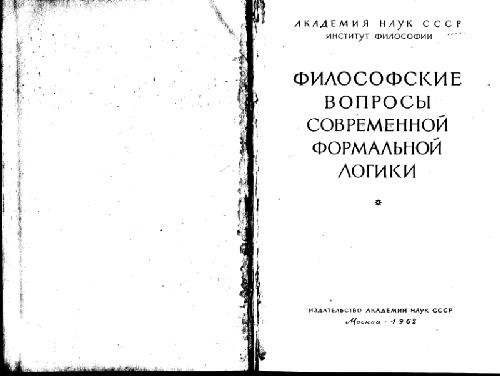 АКАДЕМИЯ НАУК СССР
ИНСТИТУТ ФИЛОСОФИИ
ФИЛОСОФСКИЕ
ВОПРОСЫ
СОВРЕМЕННОЙ
ФОРМАЛЬНОЙ
ЛОГИКИ
*
ИЗДАТЕЛЬСТВО АКАДЕМИИ НАУК СССР
Москва · 1962